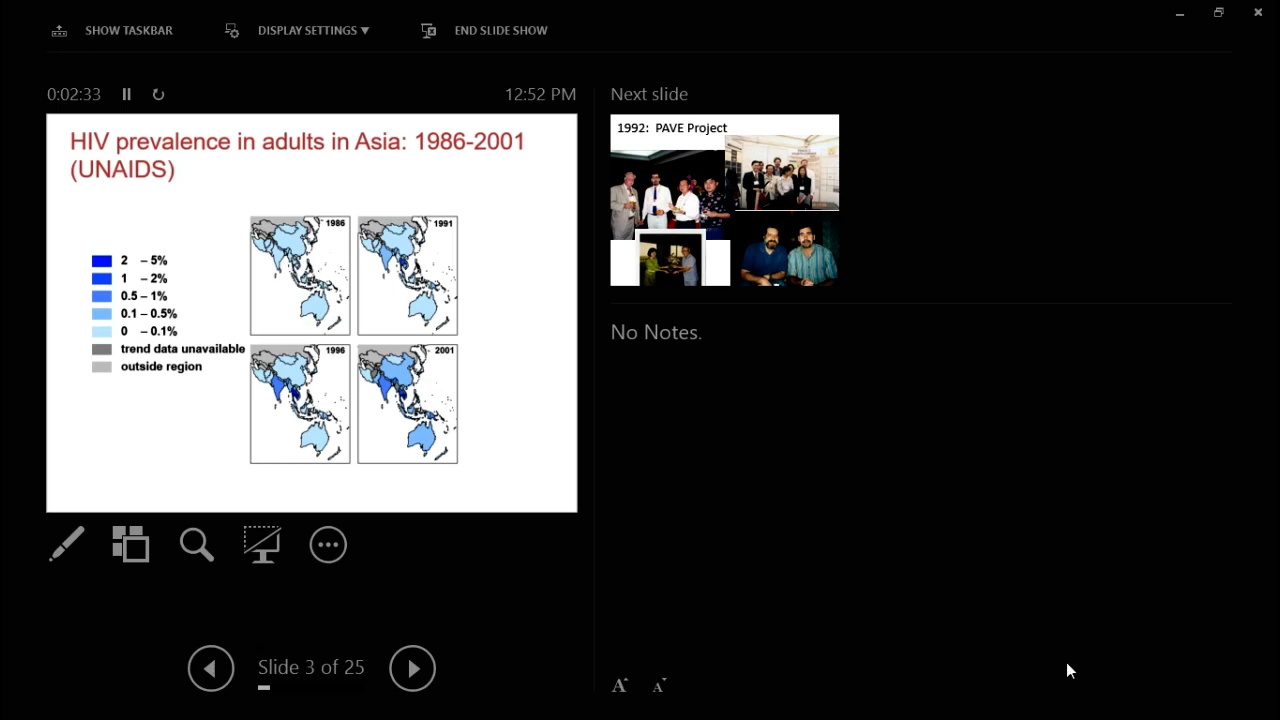 SHOW TASKBAR
DISPLAY SETTINGS ▼
END SLIDE SHOW
0:02:33
12:52 PM
Next slide
HIV prevalence in adults in Asia: 1986-2001
(UNAIDS)
1986
1991
2 – 5%
1 – 2%
0.5 – 1%
0.1 – 0.5%
0 – 0.1%
trend data unavailable
outside region
1996
2001
1992: PAVE Project
No Notes.
Slide 3 of 25
A
A